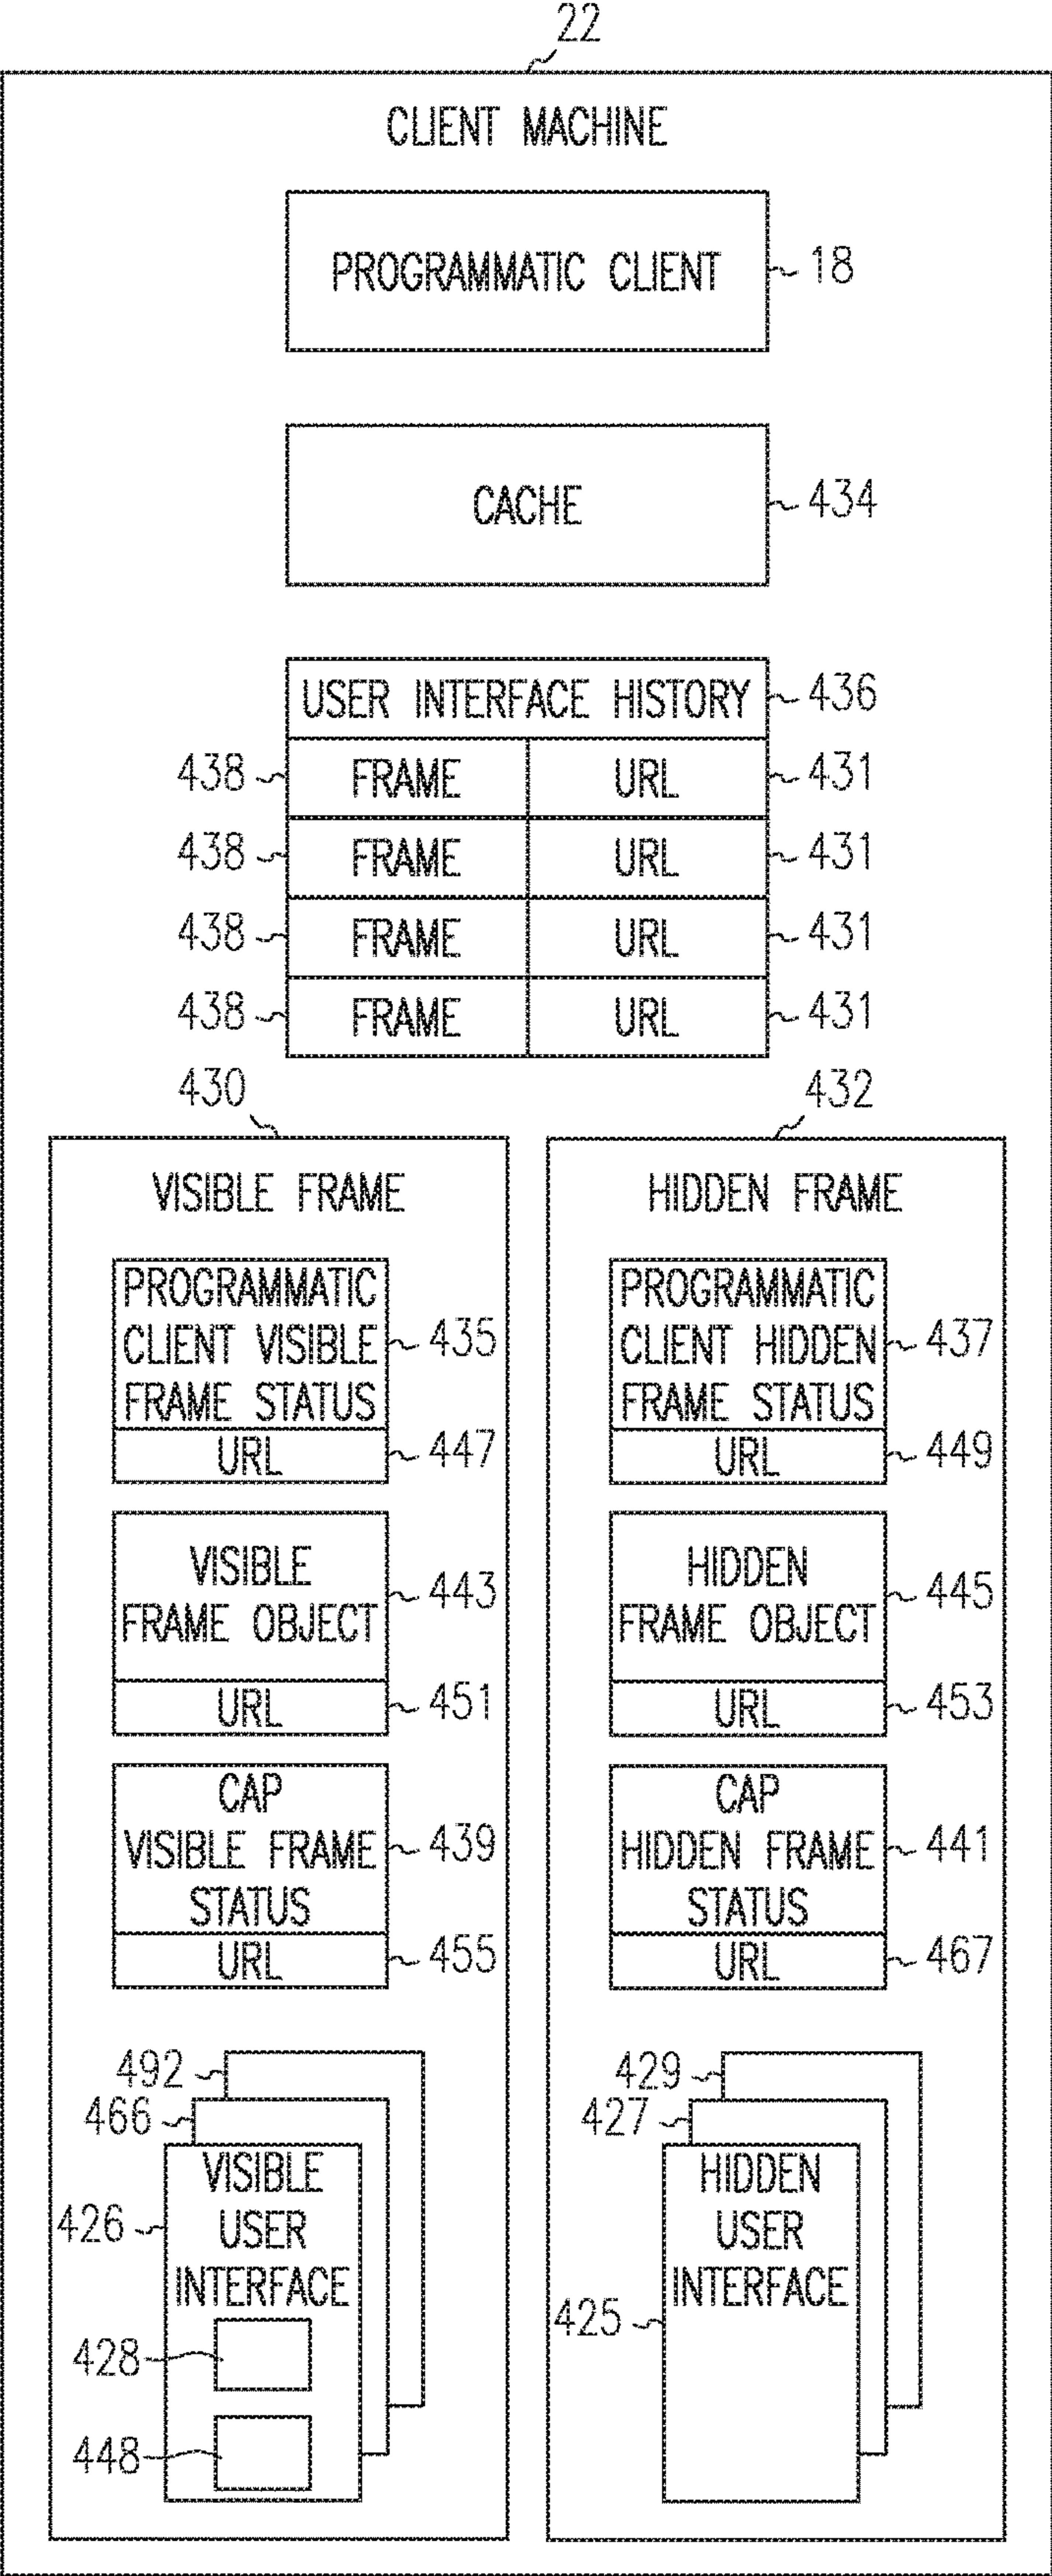 22
CLIENT MACHINE
PROGRAMMATIC CLIENT 18
CACHE 434
USER INTERFACE HISTORY 436
438 FRAME URL 431
438 FRAME URL 431
438 FRAME URL 431
438 FRAME URL 431
430
VISIBLE FRAME
PROGRAMMATIC
CLIENT VISIBLE 435
FRAME STATUS
URL 447
VISIBLE
FRAME OBJECT 443
URL 451
CAP
VISIBLE FRAME 439
STATUS
URL 455
492
466
426
VISIBLE
USER
INTERFACE
428
448
432
HIDDEN FRAME
PROGRAMMATIC
CLIENT HIDDEN 437
FRAME STATUS
URL 449
HIDDEN
FRAME OBJECT 445
URL 453
CAP
HIDDEN FRAME 441
STATUS
URL 467
429
427
HIDDEN
USER
INTERFACE
425